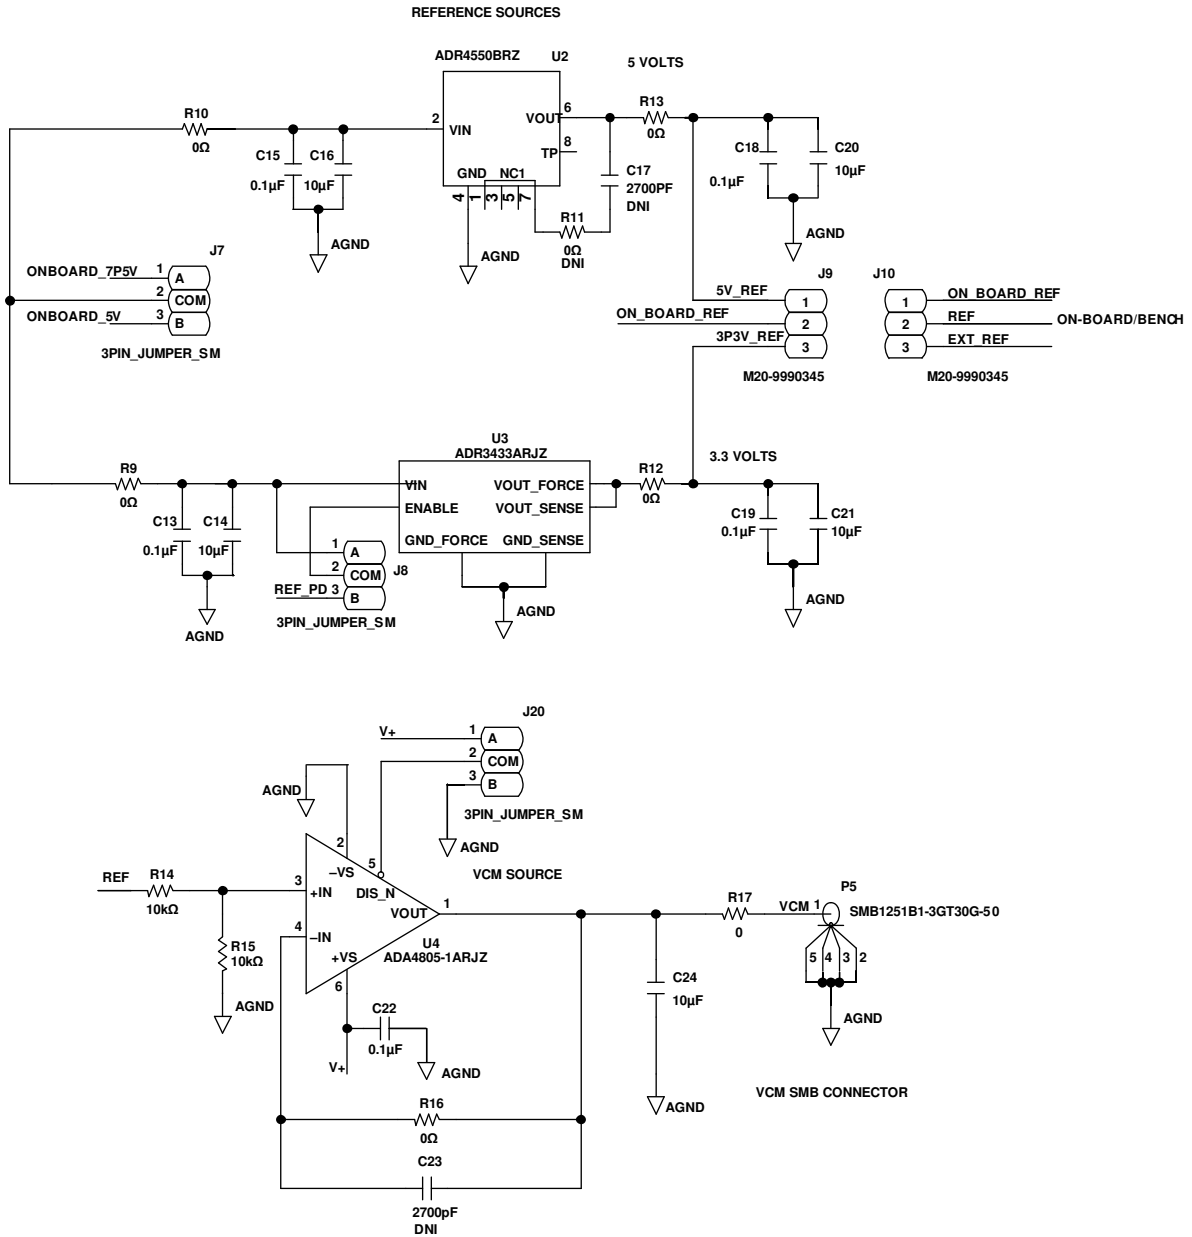 REFERENCE SOURCES
ADR4550BRZ U2
5 VOLTS
R10
0Ω
2 VIN
VOUT 6
TP 8
GND NC1
4 1 3 5 7
R13
0Ω
C15
0.1µF
C16
10µF
AGND
AGND
C17
2700PF
DNI
R11
0Ω
DNI
C18
0.1µF
C20
10µF
AGND
J7
ONBOARD_7P5V 1 A
2 COM
ONBOARD_5V 3 B
3PIN_JUMPER_SM
J9
5V_REF 1
ON_BOARD_REF 2
3P3V_REF 3
M20-9990345
J10
1 ON_BOARD_REF
2 REF ON-BOARD/BENCH
3 EXT_REF
M20-9990345
U3
ADR3433ARJZ
3.3 VOLTS
R9
0Ω
VIN VOUT_FORCE
ENABLE VOUT_SENSE
GND_FORCE GND_SENSE
R12
0Ω
C13
0.1µF
C14
10µF
AGND
1 A
2 COM J8
REF_PD 3 B
3PIN_JUMPER_SM
AGND
C19
0.1µF
C21
10µF
AGND
J20
V+ 1 A
2 COM
3 B
3PIN_JUMPER_SM
AGND
AGND
VCM SOURCE
REF R14
10kΩ
R15
10kΩ
AGND
2 –VS
5 DIS_N
3 +IN
4 –IN
VOUT 1
+VS
6
U4
ADA4805-1ARJZ
C22
0.1µF
V+
AGND
R16
0Ω
C23
2700pF
DNI
C24
10µF
AGND
R17
0
VCM 1
P5
SMB1251B1-3GT30G-50
5 4 3 2
AGND
VCM SMB CONNECTOR